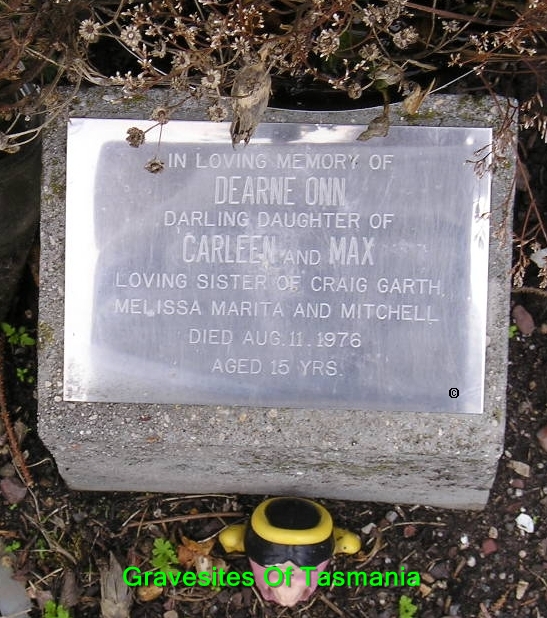 IN LOVING MEMORY OF
DEARNE ONN
DARLING DAUGHTER OF
CARLEEN AND MAX
LOVING SISTER OF CRAIG GARTH,
MELISSA MARITA AND MITCHELL
DIED AUG. 11. 1976
AGED 15 YRS.
©
Gravesites Of Tasmania